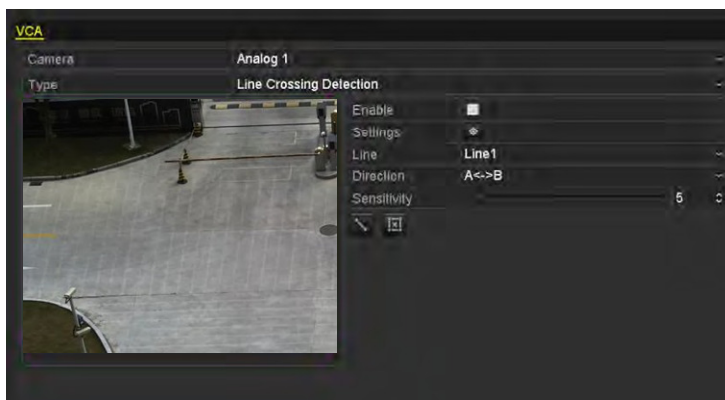 VCA
Camera Analog 1
Type Line Crossing Detection
Enable
Settings
Line Line1
Direction A<->B
Sensitivity 5